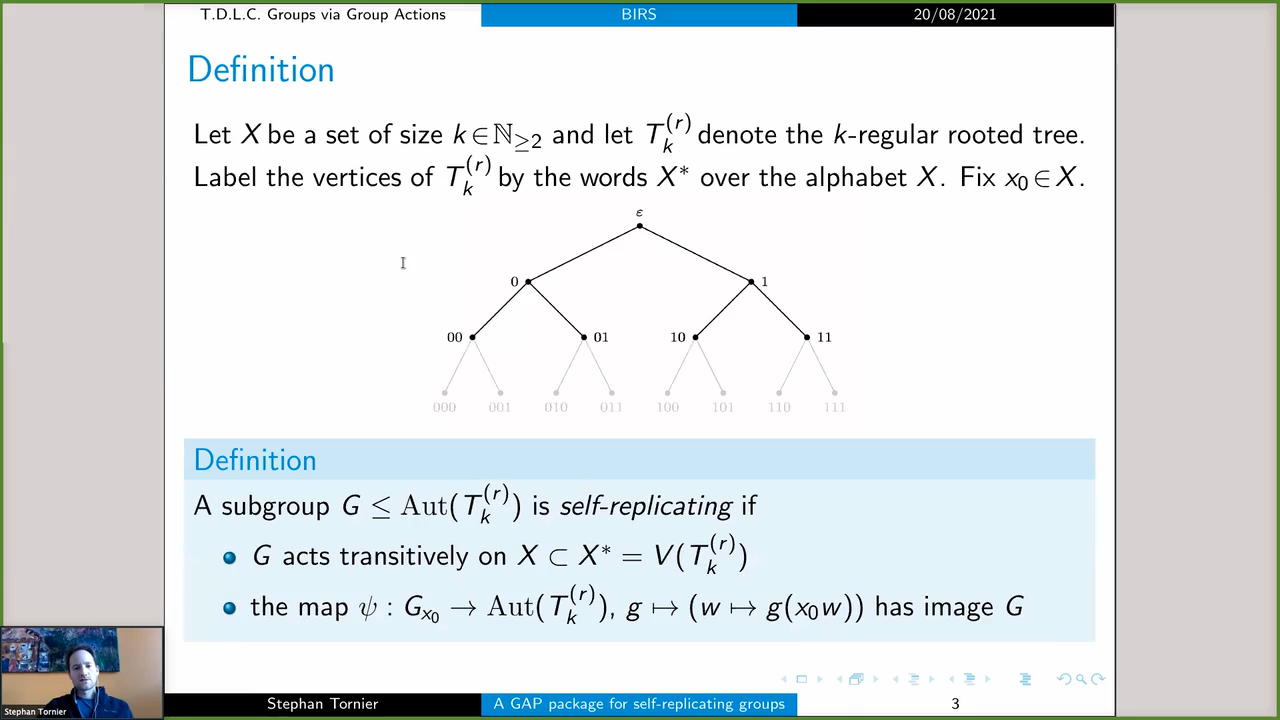 T.D.L.C. Groups via Group Actions BIRS 20/08/2021
Definition
Let X be a set of size k ∈ ℕ≥2 and let T_k^(r) denote the k-regular rooted tree.
Label the vertices of T_k^(r) by the words X* over the alphabet X. Fix x₀ ∈ X.
ε
0 1
00 01 10 11
000 001 010 011 100 101 110 111
Definition
A subgroup G ≤ Aut(T_k^(r)) is self-replicating if
G acts transitively on X ⊂ X* = V(T_k^(r))
the map ψ : G_x₀ → Aut(T_k^(r)), g ↦ (w ↦ g(x₀w)) has image G
Stephan Tornier
Stephan Tornier A GAP package for self-replicating groups 3